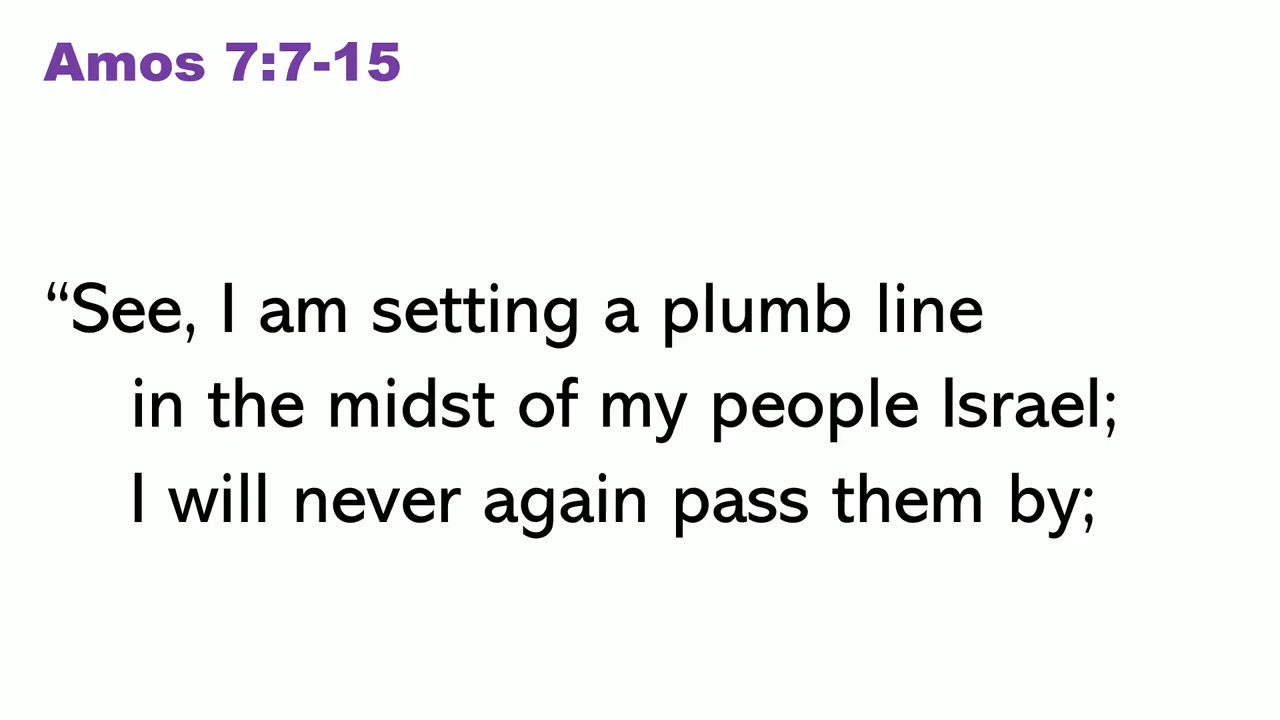 Amos 7:7-15
“See, I am setting a plumb line
in the midst of my people Israel;
I will never again pass them by;